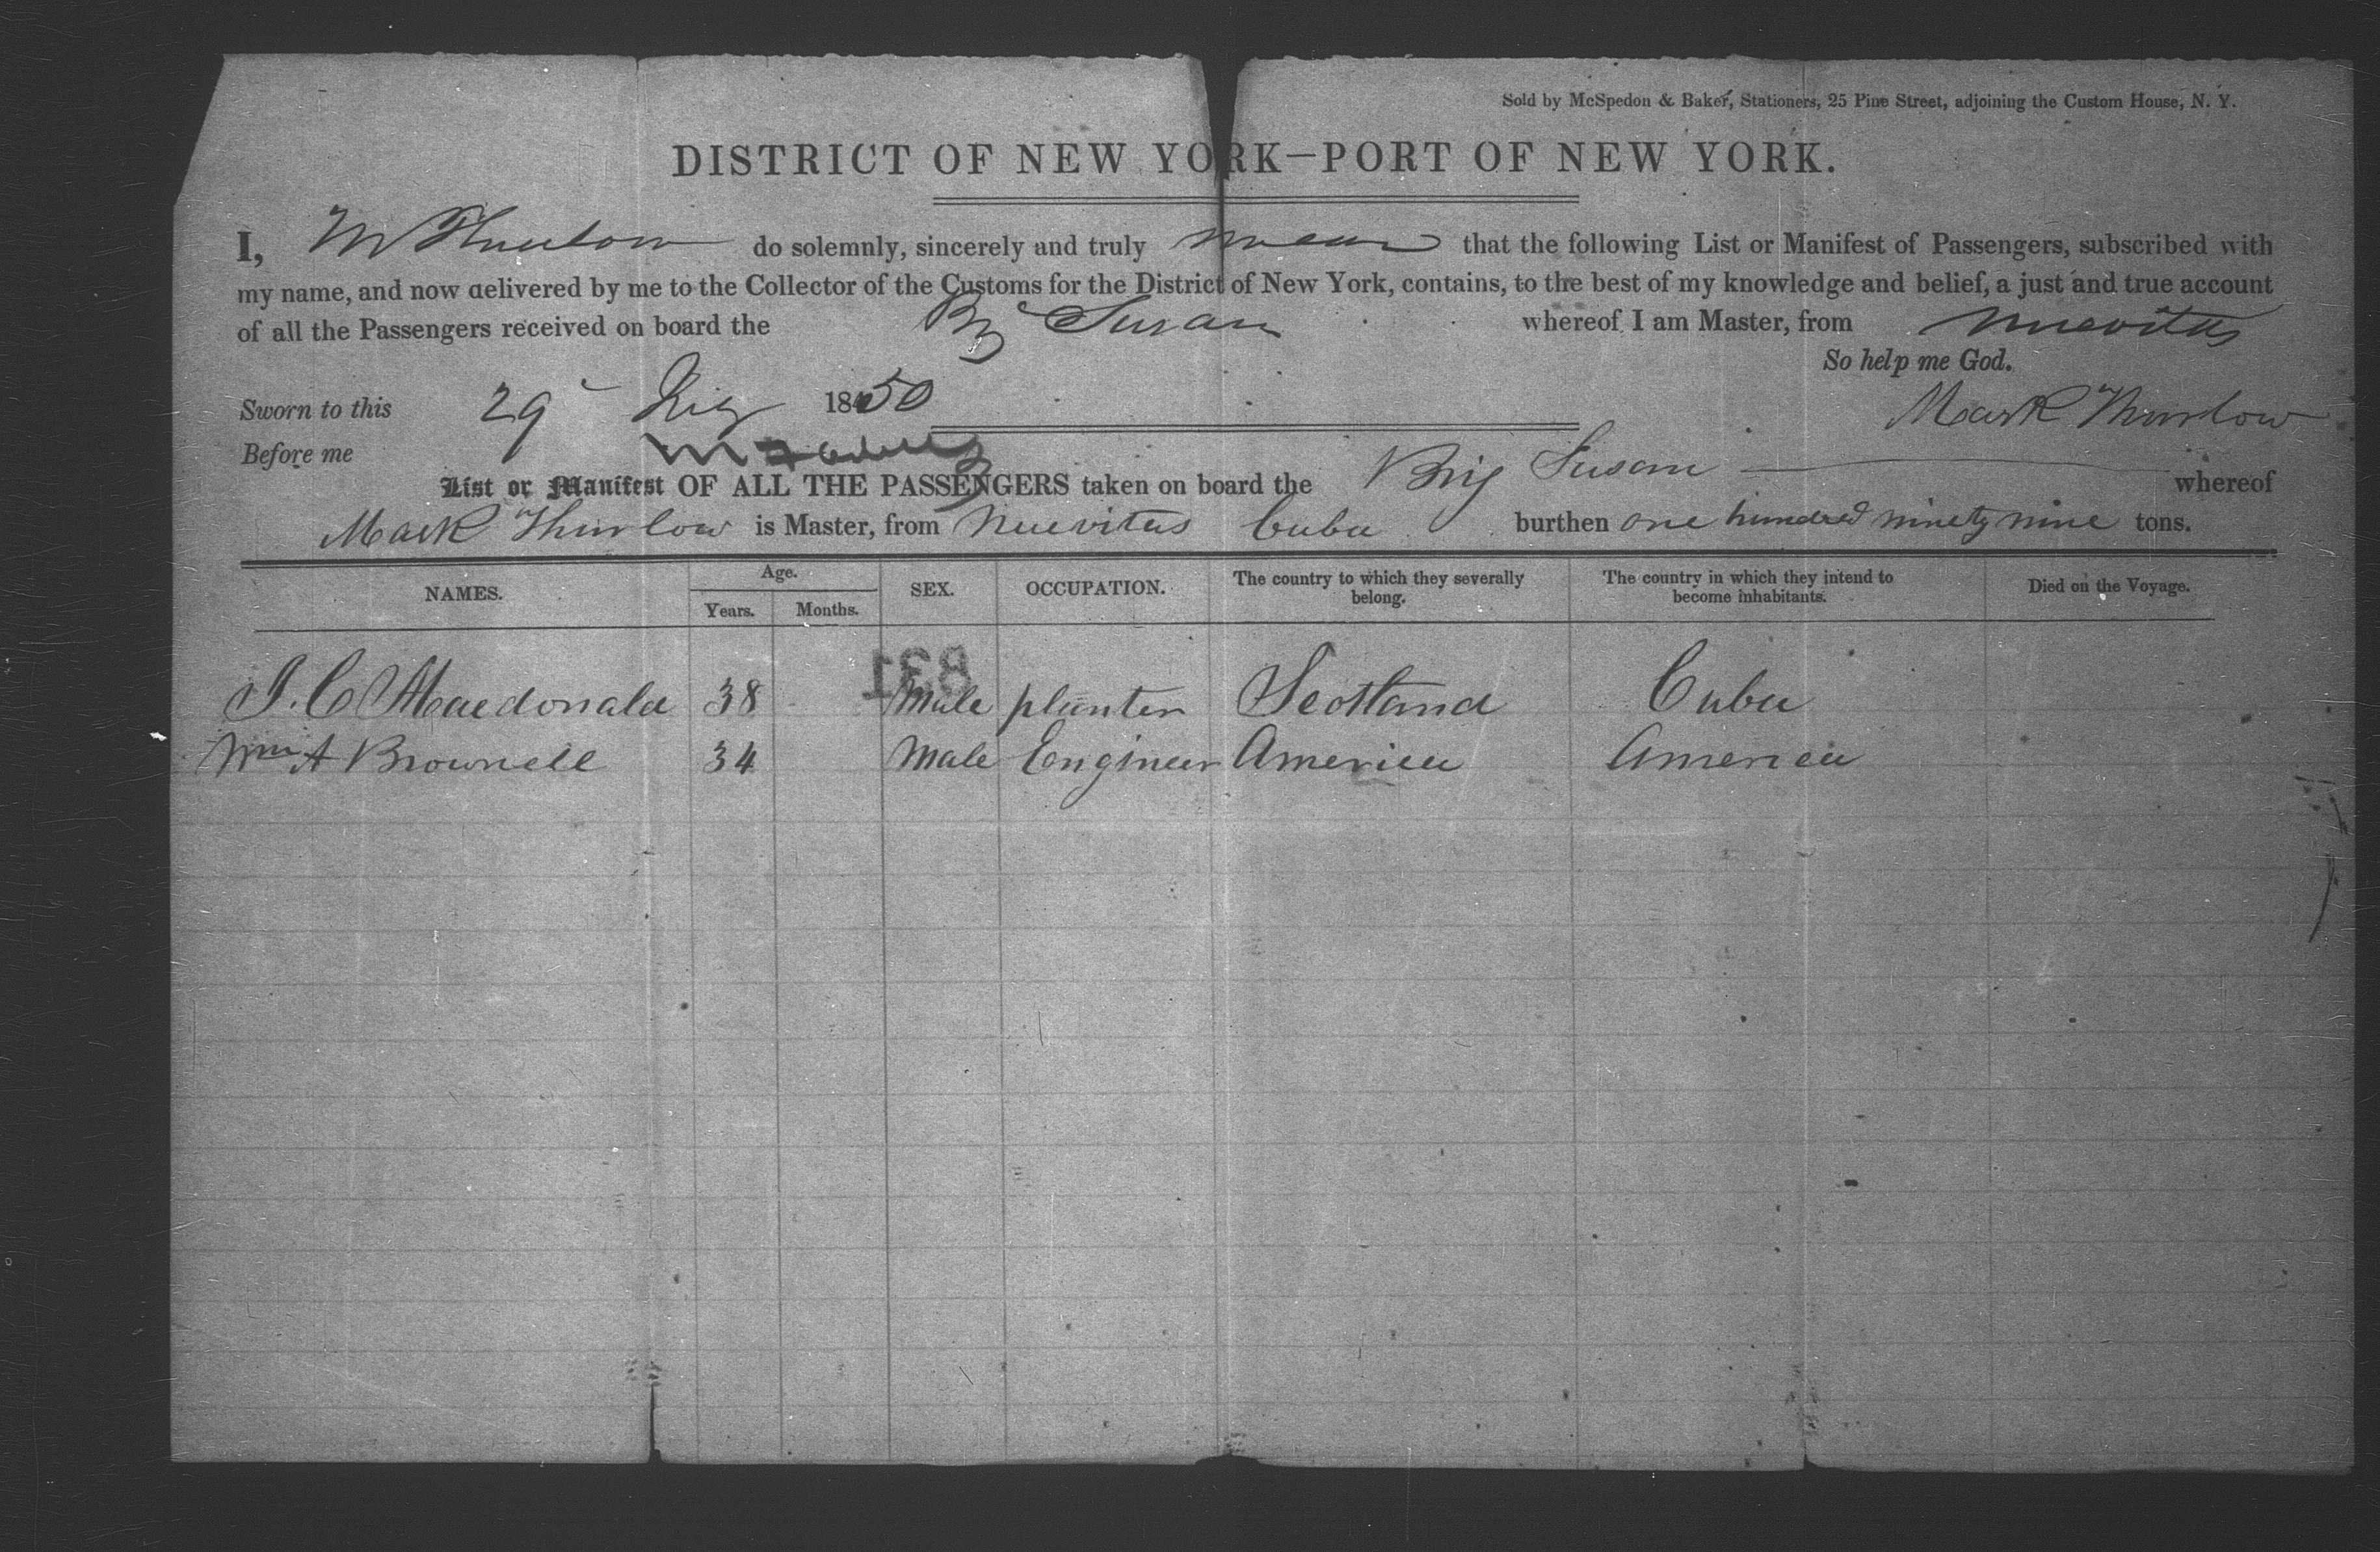 Sold by McSpedon & Baker, Stationers, 25 Pine Street, adjoining the Custom House, N. Y.
DISTRICT OF NEW YORK—PORT OF NEW YORK.
I, M Thurlow do solemnly, sincerely and truly swear that the following List or Manifest of Passengers, subscribed with
my name, and now delivered by me to the Collector of the Customs for the District of New York, contains, to the best of my knowledge and belief, a just and true account
of all the Passengers received on board the Brig Susan whereof I am Master, from Nuevitas
So help me God.
Sworn to this 29 1850 Mark Thurlow
Before me
List or Manifest OF ALL THE PASSENGERS taken on board the Brig Susan whereof
Mark Thurlow is Master, from Nuevitas Cuba burthen one hundred ninety nine tons.
NAMES. Age. Years. Months. SEX. OCCUPATION. The country to which they severally belong. The country in which they intend to become inhabitants. Died on the Voyage.
831
J. C Macdonald 38 Male planter Scotland Cuba
Wm A Brownell 34 Male Engineer America America